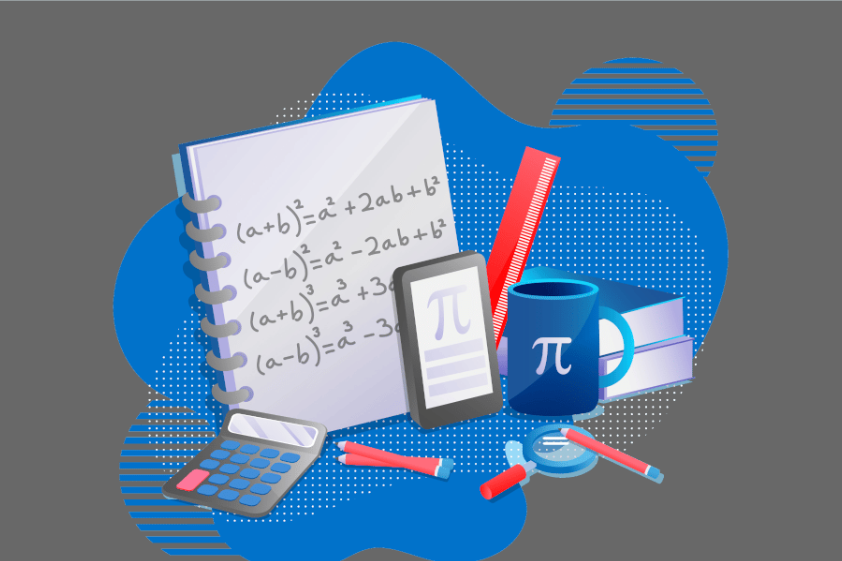 (a+b)²=a²+2ab+b²
(a-b)²=a²-2ab+b²
(a+b)³=a³+3a
(a-b)³=a³-3a
π
π